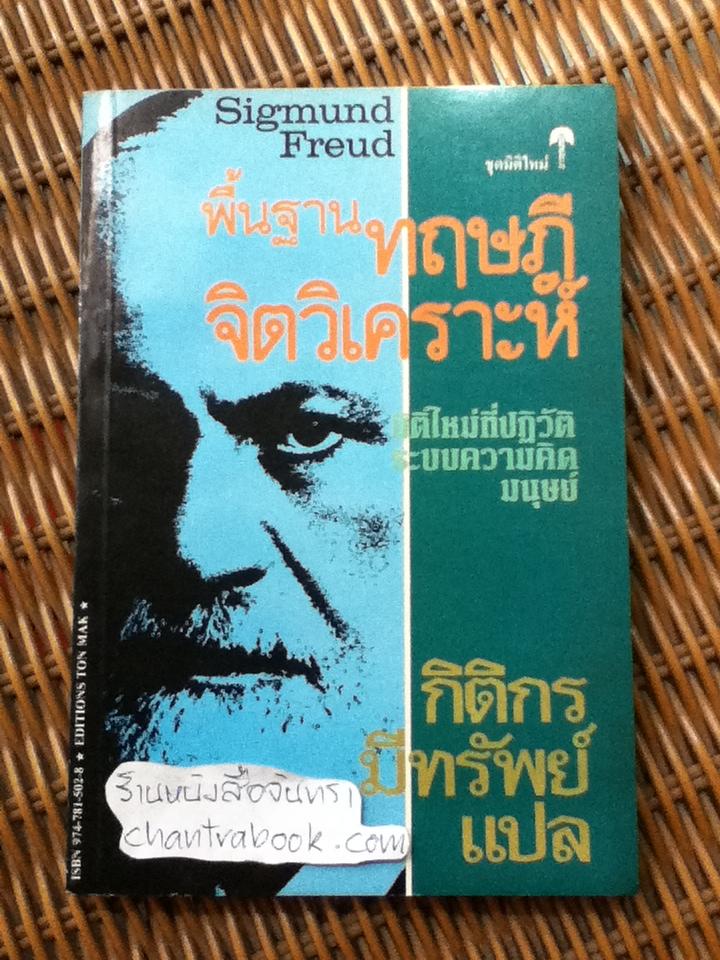 Sigmund
Freud
ชุดมิติใหม่
พื้นฐานทฤษฎี
จิตวิเคราะห์
มิติใหม่ที่ปฏิวัติ
ระบบความคิด
มนุษย์
กิติกร
มีทรัพย์
แปล
ร้านหนังสือจันทรา
chantrabook.com
ISBN 974-781-502-8 ★ EDITIONS TON MAK ★